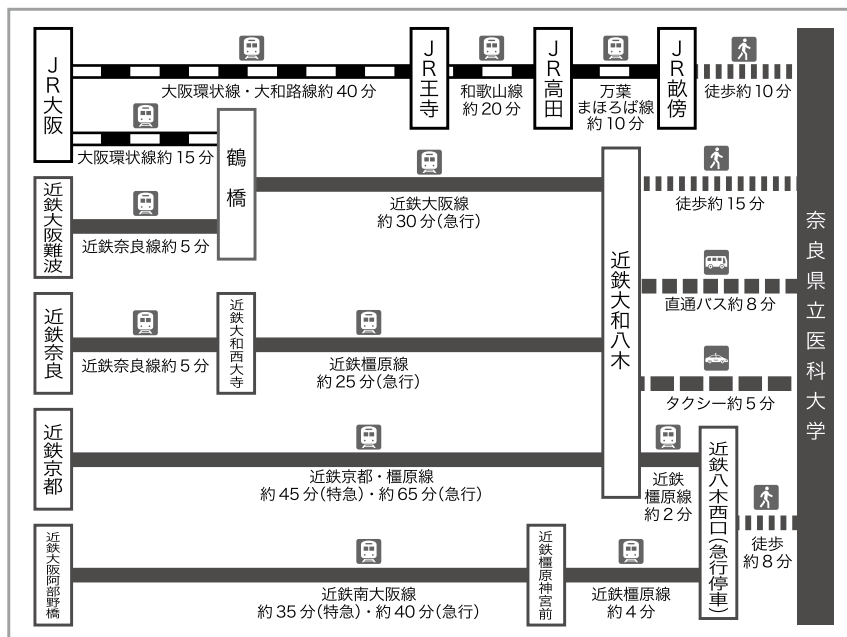 JR大阪
大阪環状線・大和路線約40分
JR王寺
和歌山線
約20分
JR高田
万葉
まほろば線
約10分
JR畝傍
徒歩約10分
大阪環状線約15分
鶴橋
近鉄大阪線
約30分(急行)
近鉄大阪難波
近鉄奈良線約5分
近鉄大和八木
徒歩約15分
直通バス約8分
タクシー約5分
近鉄奈良
近鉄奈良線約5分
近鉄大和西大寺
近鉄橿原線
約25分(急行)
近鉄京都
近鉄京都・橿原線
約45分(特急)・約65分(急行)
近鉄
橿原線
約2分
近鉄八木西口(急行停車)
徒歩
約8分
近鉄大阪阿部野橋
近鉄南大阪線
約35分(特急)・約40分(急行)
近鉄橿原神宮前
近鉄橿原線
約4分
奈良県立医科大学